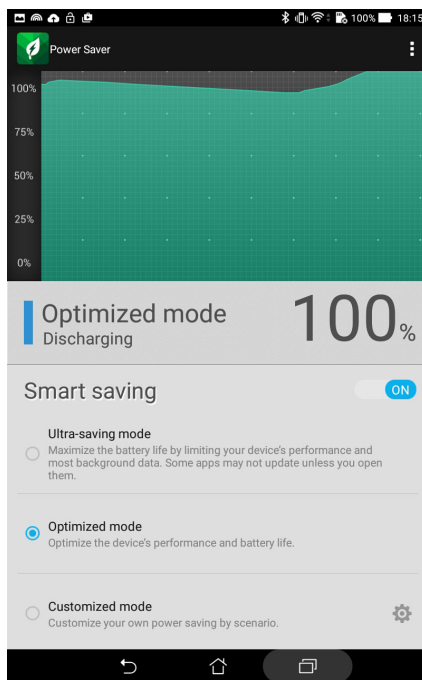 100% 18:15
Power Saver
100%
75%
50%
25%
0%
Optimized mode
Discharging
100%
Smart saving
ON
Ultra-saving mode
Maximize the battery life by limiting your device's performance and
most background data. Some apps may not update unless you open
them.
Optimized mode
Optimize the device's performance and battery life.
Customized mode
Customize your own power saving by scenario.